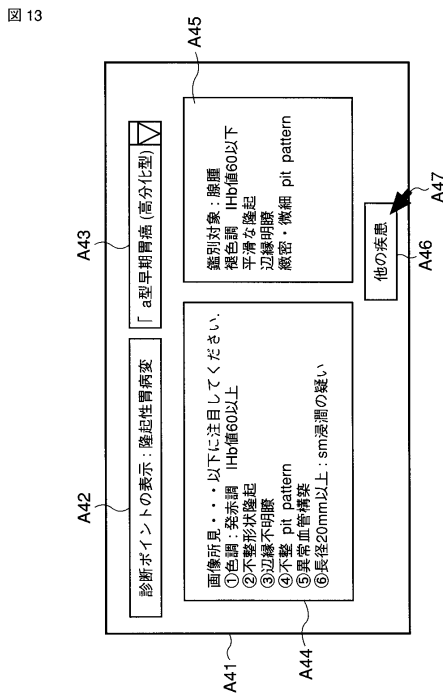 図 13
A41
A42
診断ポイントの表示：隆起性胃病変
A43
「 a型早期胃癌 (高分化型)
A44
画像所見・・・以下に注目してください.
①色調：発赤調　IHb値60以上
②不整形状隆起
③辺縁不明瞭
④不整 pit pattern
⑤異常血管構築
⑥長径20mm以上：sm浸潤の疑い
A45
鑑別対象：腺腫
褪色調　IHb値60以下
平滑な隆起
辺縁明瞭
緻密・微細 pit pattern
他の疾患
A46
A47